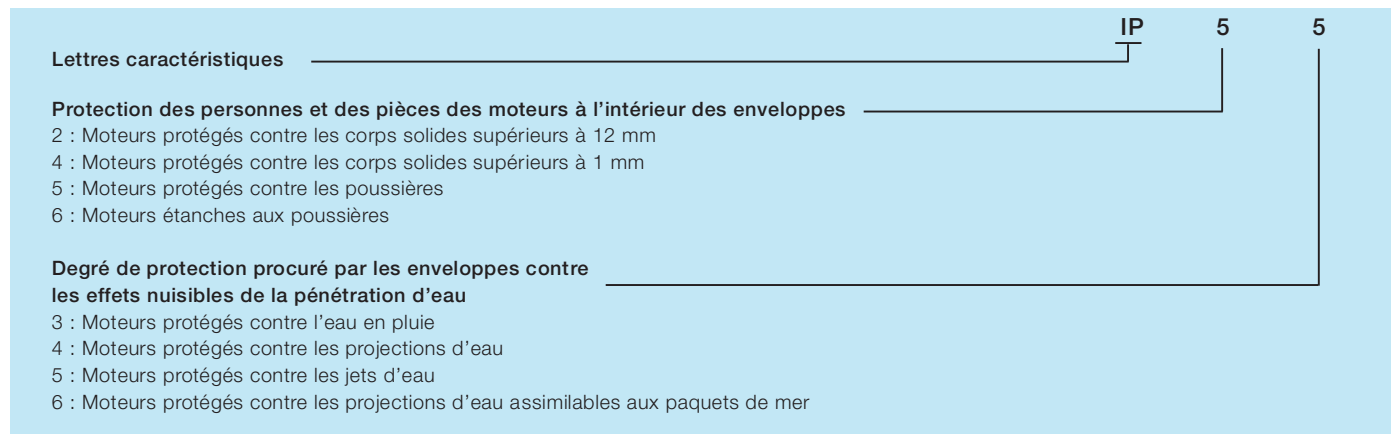 IP 5 5
Lettres caractéristiques
Protection des personnes et des pièces des moteurs à l'intérieur des enveloppes
2 : Moteurs protégés contre les corps solides supérieurs à 12 mm
4 : Moteurs protégés contre les corps solides supérieurs à 1 mm
5 : Moteurs protégés contre les poussières
6 : Moteurs étanches aux poussières
Degré de protection procuré par les enveloppes contre
les effets nuisibles de la pénétration d'eau
3 : Moteurs protégés contre l'eau en pluie
4 : Moteurs protégés contre les projections d'eau
5 : Moteurs protégés contre les jets d'eau
6 : Moteurs protégés contre les projections d'eau assimilables aux paquets de mer